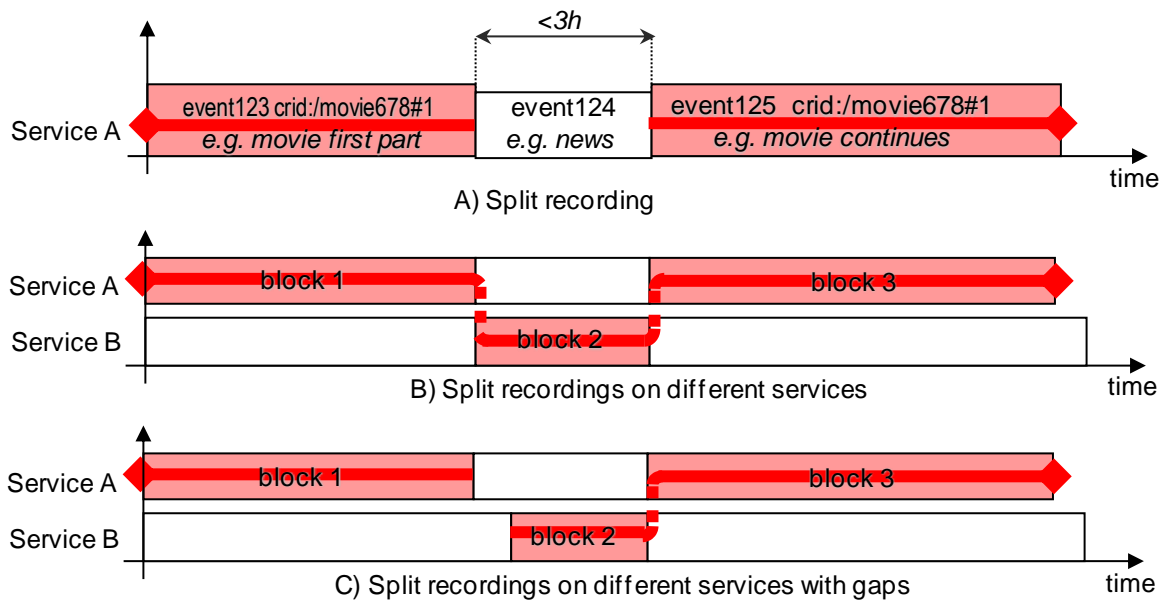 <3h
event123 crid:/movie678#1
e.g. movie first part
event124
e.g. news
event125 crid:/movie678#1
e.g. movie continues
Service A
time
A) Split recording
Service A
block 1
block 3
Service B
block 2
time
B) Split recordings on different services
Service A
block 1
block 3
Service B
block 2
time
C) Split recordings on different services with gaps